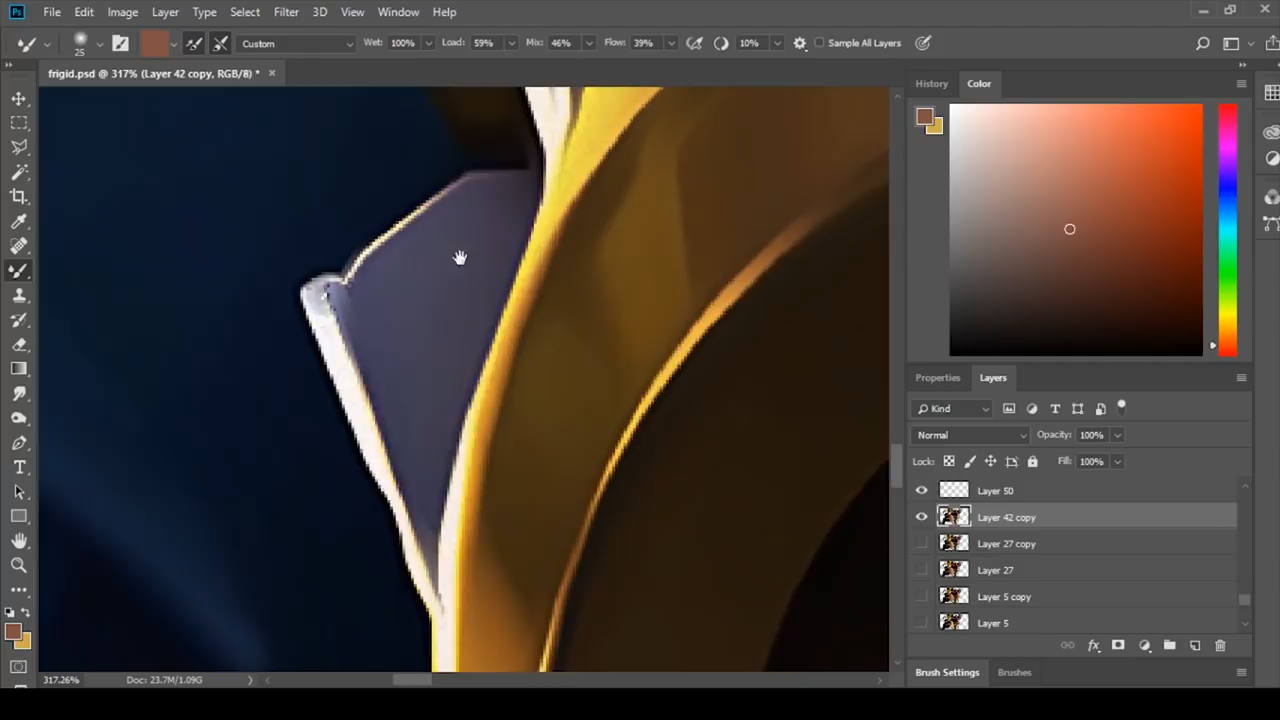 Ps File Edit Image Layer Type Select Filter 3D View Window Help
25 Custom Wet: 100% Load: 59% Mix: 46% Flow: 39% 10% Sample All Layers
frigid.psd @ 317% (Layer 42 copy, RGB/8) *
History Color
Properties Layers
Kind
Normal Opacity: 100%
Lock: Fill: 100%
Layer 50
Layer 42 copy
Layer 27 copy
Layer 27
Layer 5 copy
Layer 5
fx
Brush Settings Brushes
317.26% Doc: 23.7M/1.09G